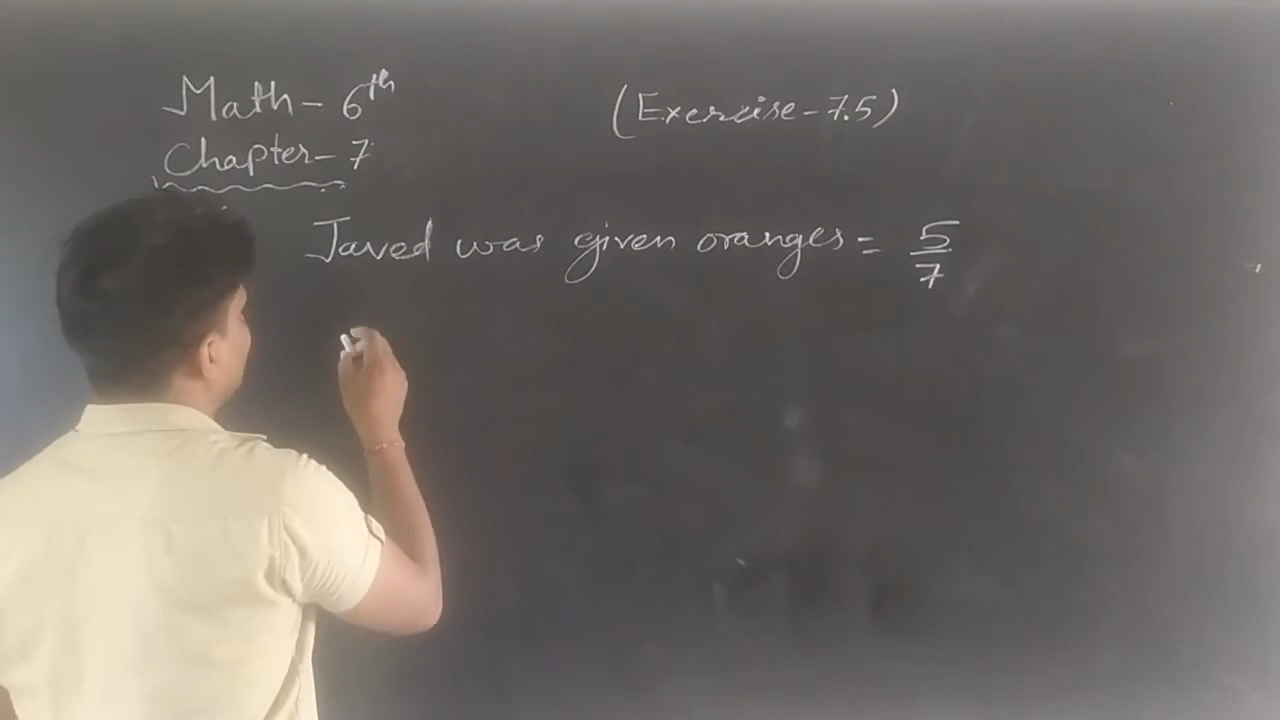 Math- 6th
(Exercise-7.5)
Chapter- 7
Javed was given oranges = 5/7